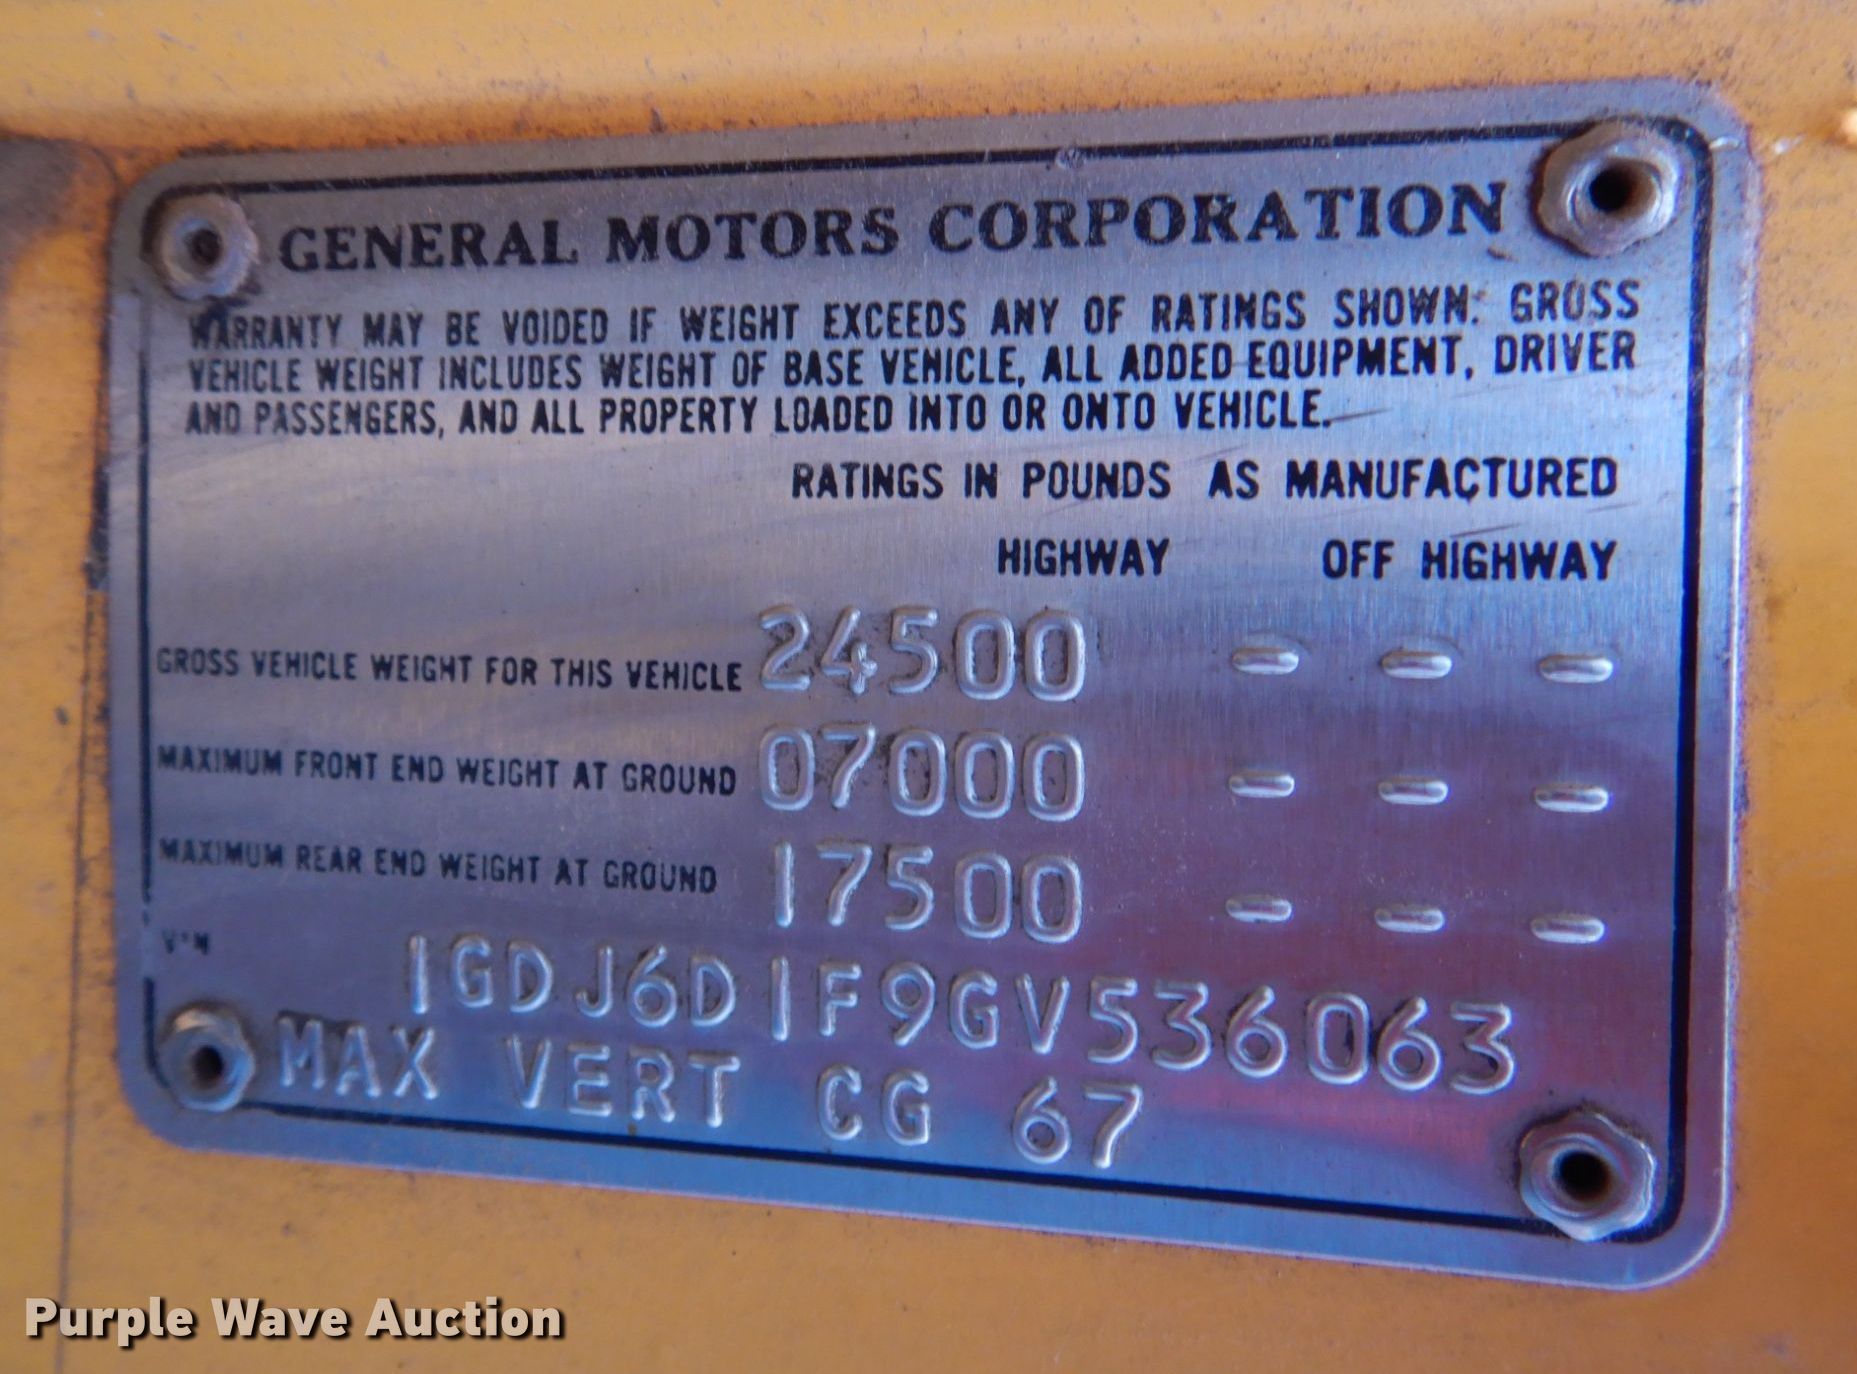 GENERAL MOTORS CORPORATION
WARRANTY MAY BE VOIDED IF WEIGHT EXCEEDS ANY OF RATINGS SHOWN. GROSS
VEHICLE WEIGHT INCLUDES WEIGHT OF BASE VEHICLE, ALL ADDED EQUIPMENT, DRIVER
AND PASSENGERS, AND ALL PROPERTY LOADED INTO OR ONTO VEHICLE.
RATINGS IN POUNDS AS MANUFACTURED
HIGHWAY OFF HIGHWAY
GROSS VEHICLE WEIGHT FOR THIS VEHICLE 24500 - - -
MAXIMUM FRONT END WEIGHT AT GROUND 07000 - - -
MAXIMUM REAR END WEIGHT AT GROUND 17500 - - -
1GDJ6D1F9GV536063
MAX VERT CG 67
Purple Wave Auction